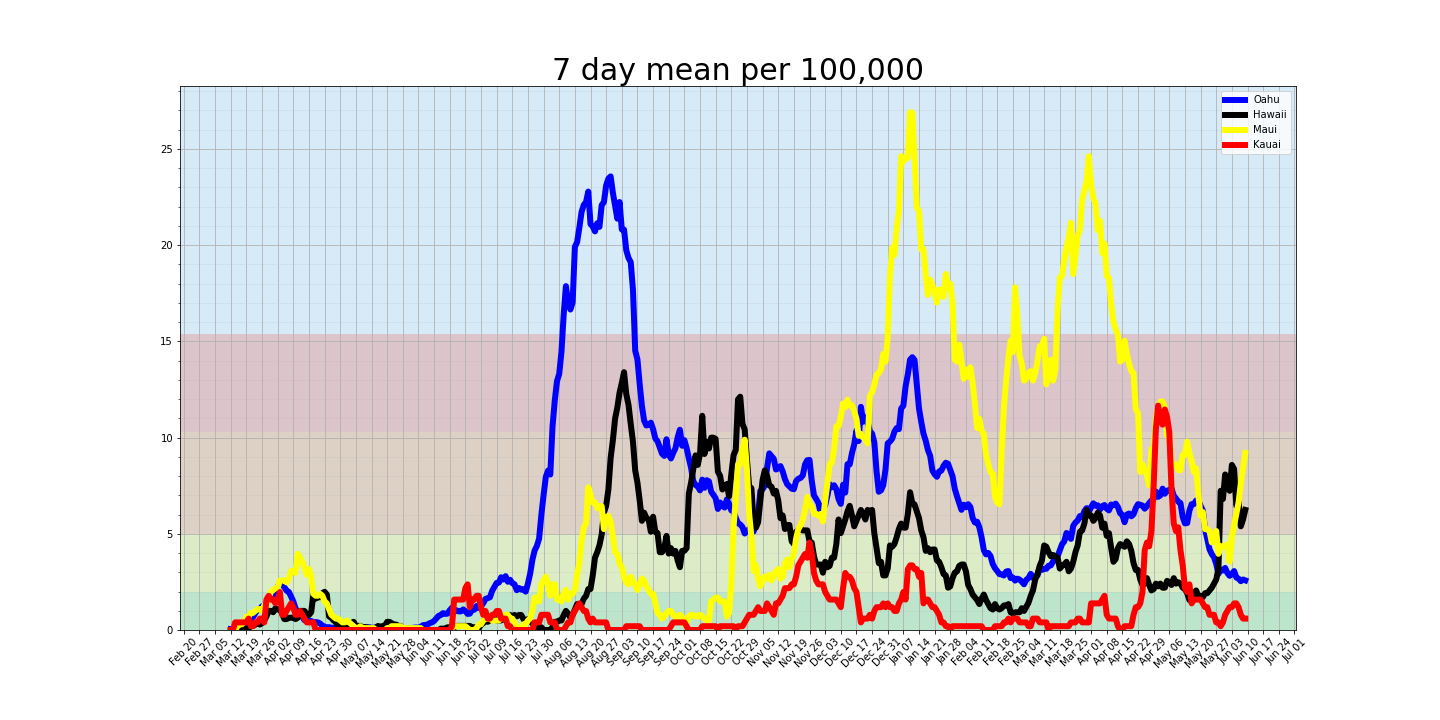 7 day mean per 100,000
Oahu
Hawaii
Maui
Kauai
25
20
15
10
5
0
Feb 20 Feb 27 Mar 05 Mar 12 Mar 19 Mar 26 Apr 02 Apr 09 Apr 16 Apr 23 Apr 30 May 07 May 14 May 21 May 28 Jun 04 Jun 11 Jun 18 Jun 25 Jul 02 Jul 09 Jul 16 Jul 23 Jul 30 Aug 06 Aug 13 Aug 20 Aug 27 Sep 03 Sep 10 Sep 17 Sep 24 Oct 01 Oct 08 Oct 15 Oct 22 Oct 29 Nov 05 Nov 12 Nov 19 Nov 26 Dec 03 Dec 10 Dec 17 Dec 24 Dec 31 Jan 07 Jan 14 Jan 21 Jan 28 Feb 04 Feb 11 Feb 18 Feb 25 Mar 04 Mar 11 Mar 18 Mar 25 Apr 01 Apr 08 Apr 15 Apr 22 Apr 29 May 06 May 13 May 20 May 27 Jun 03 Jun 10 Jun 17 Jun 24 Jul 01